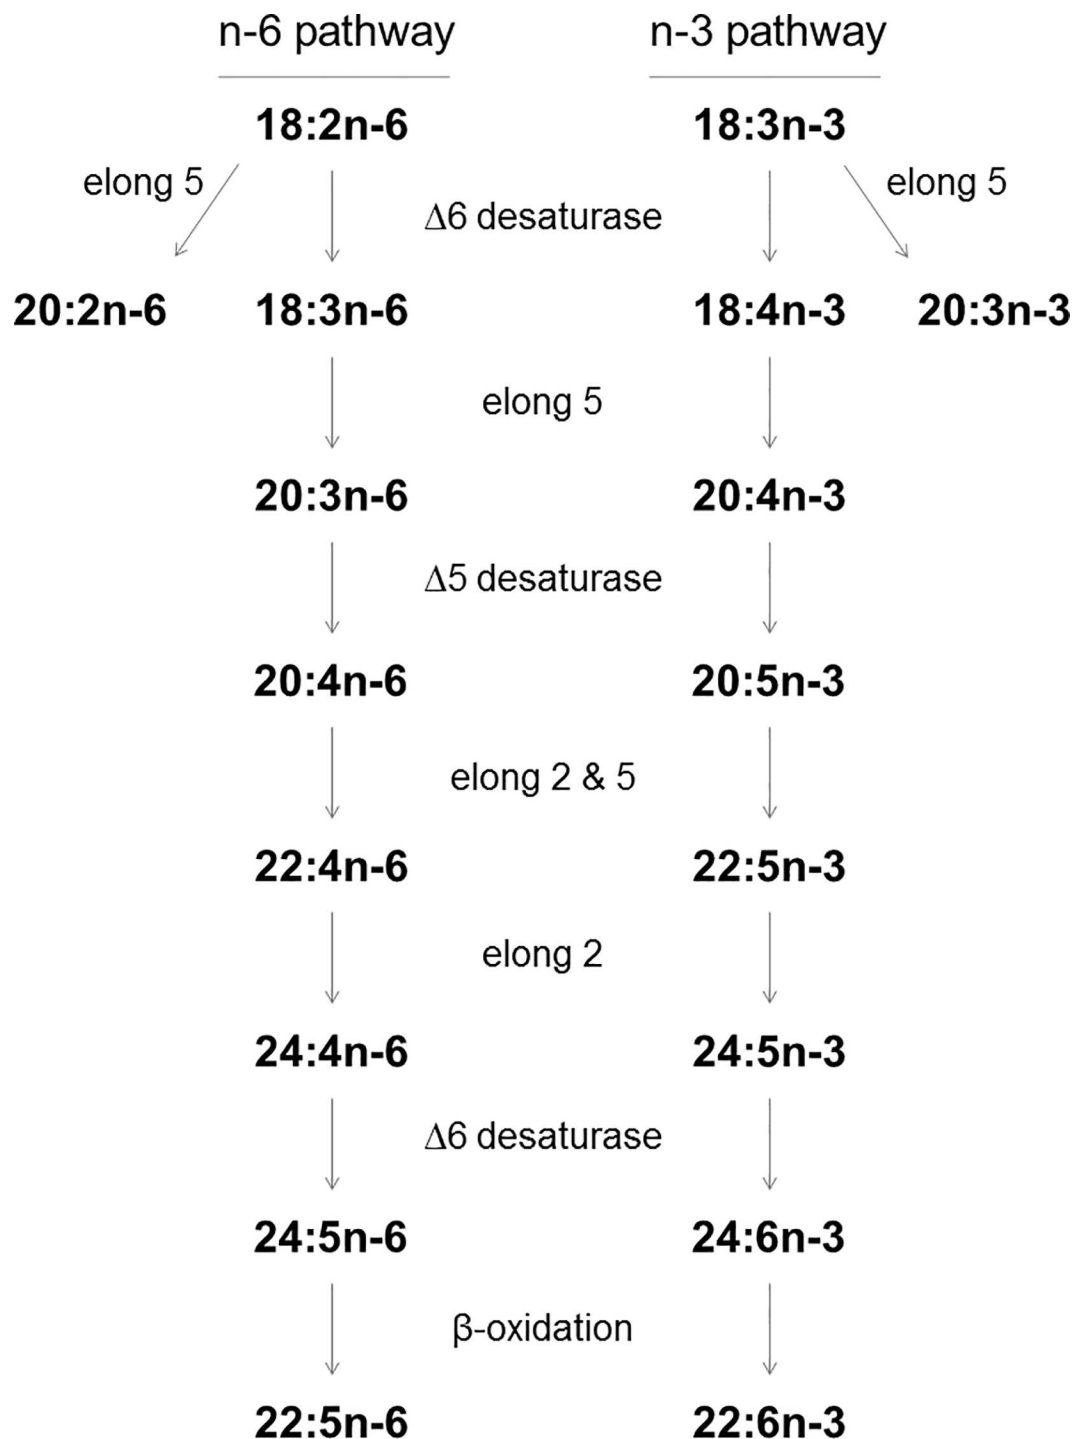 n-6 pathway n-3 pathway
18:2n-6 18:3n-3
elong 5 elong 5
Δ6 desaturase
20:2n-6 18:3n-6 18:4n-3 20:3n-3
elong 5
20:3n-6 20:4n-3
Δ5 desaturase
20:4n-6 20:5n-3
elong 2 & 5
22:4n-6 22:5n-3
elong 2
24:4n-6 24:5n-3
Δ6 desaturase
24:5n-6 24:6n-3
β-oxidation
22:5n-6 22:6n-3